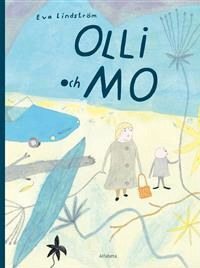 Eva Lindström
OLLI
och MO
Alfabeta